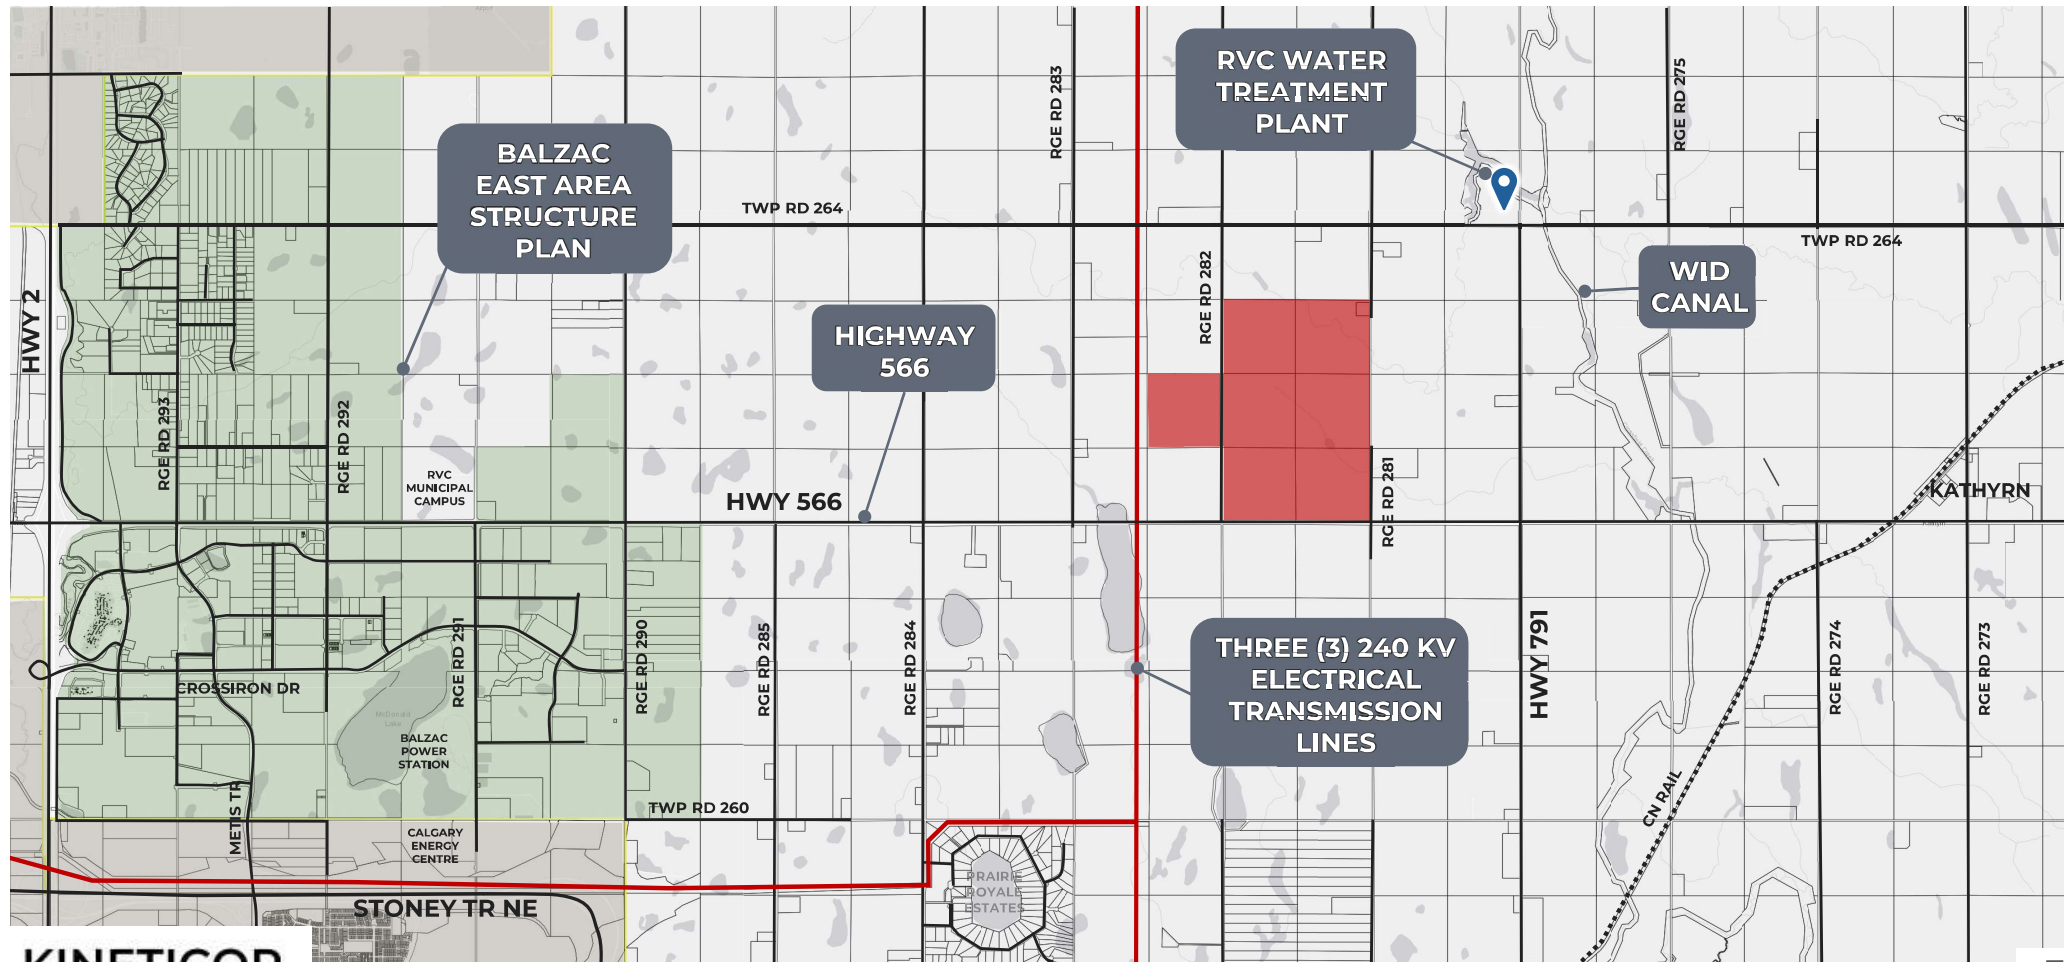 RGE RD 283
RVC WATER
TREATMENT
PLANT
RGE RD 275
BALZAC
EAST AREA
STRUCTURE
PLAN
TWP RD 264
TWP RD 264
HWY 2
RGE RD 282
WID
CANAL
HIGHWAY
566
RGE RD 293
RGE RD 292
RVC
MUNICIPAL
CAMPUS
HWY 566
RGE RD 281
KATHYRN
RGE RD 291
RGE RD 290
RGE RD 285
RGE RD 284
THREE (3) 240 KV
ELECTRICAL
TRANSMISSION
LINES
HWY 791
RGE RD 274
RGE RD 273
CROSSIRON DR
McDonald
Lake
BALZAC
POWER
STATION
METIS TR
TWP RD 260
CN RAIL
CALGARY
ENERGY
CENTRE
PRAIRIE
ROYALE
ESTATES
STONEY TR NE
KINETICOR